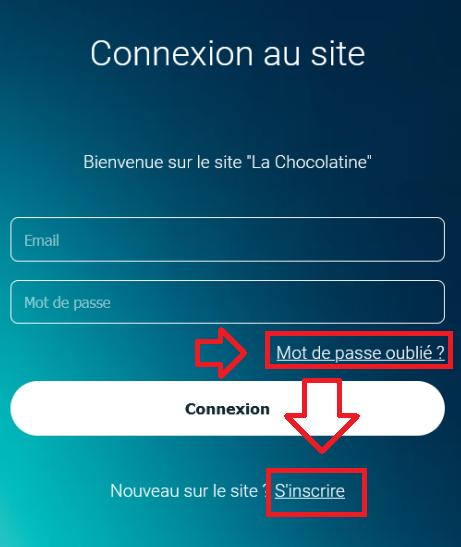 Connexion au site
Bienvenue sur le site "La Chocolatine"
Email
Mot de passe
Mot de passe oublié ?
Connexion
Nouveau sur le site ? S'inscrire